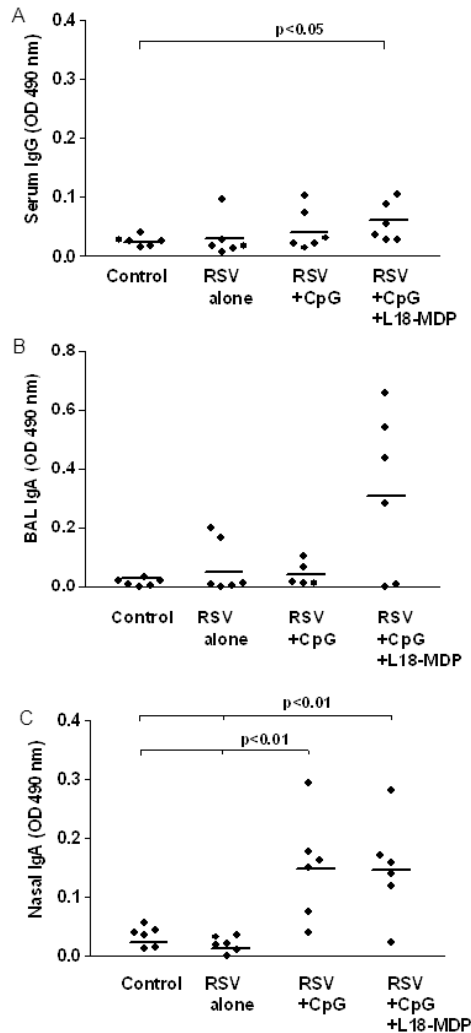 A
p<0.05
Serum IgG (OD 490 nm)
0.4
0.3
0.2
0.1
0.0
Control
RSV alone
RSV +CpG
RSV +CpG +L18-MDP
B
BAL IgA (OD 490 nm)
0.8
0.6
0.4
0.2
0.0
Control
RSV alone
RSV +CpG
RSV +CpG +L18-MDP
C
p<0.01
p<0.01
Nasal IgA (OD 490 nm)
0.4
0.3
0.2
0.1
0.0
Control
RSV alone
RSV +CpG
RSV +CpG +L18-MDP